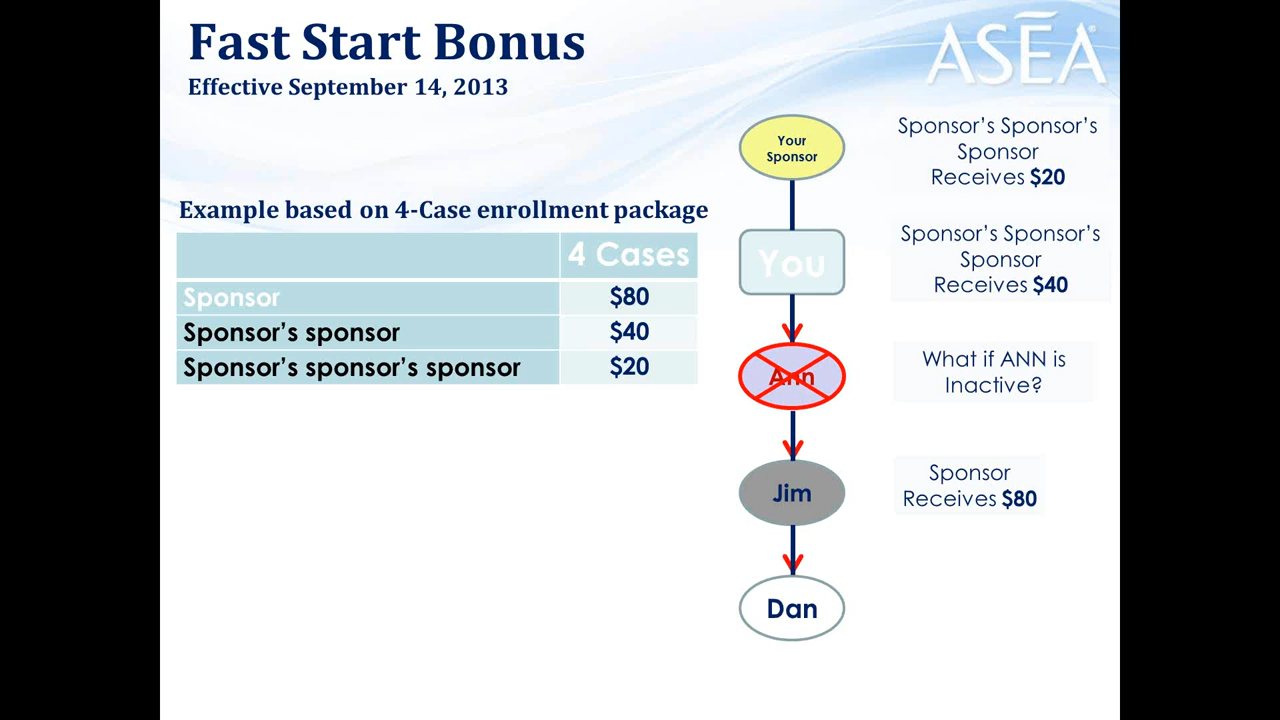 Fast Start Bonus
Effective September 14, 2013
ASEA
Example based on 4-Case enrollment package
4 Cases
Sponsor $80
Sponsor’s sponsor $40
Sponsor’s sponsor’s sponsor $20
Your
Sponsor
You
Ann
Jim
Dan
Sponsor’s Sponsor’s
Sponsor
Receives $20
Sponsor’s Sponsor’s
Sponsor
Receives $40
What if ANN is
Inactive?
Sponsor
Receives $80